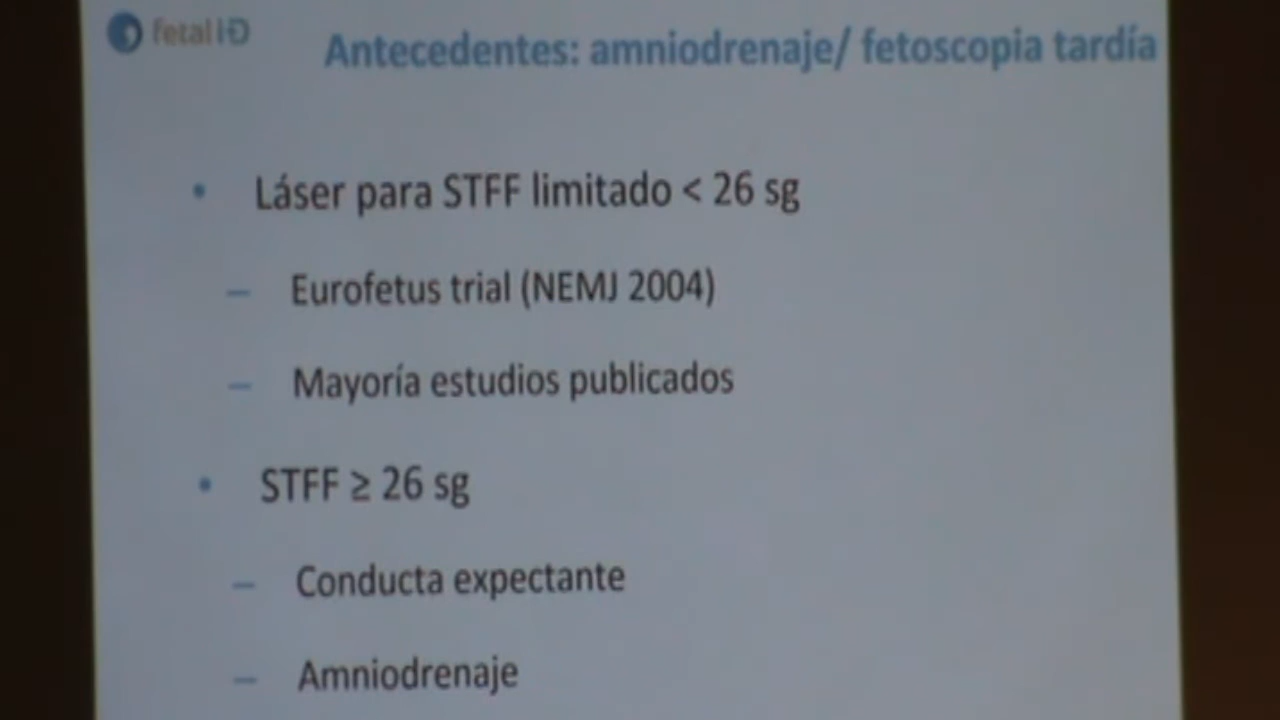 fetal i+D
Antecedentes: amniodrenaje/ fetoscopia tardía
• Láser para STFF limitado < 26 sg
– Eurofetus trial (NEMJ 2004)
– Mayoría estudios publicados
• STFF ≥ 26 sg
– Conducta expectante
– Amniodrenaje